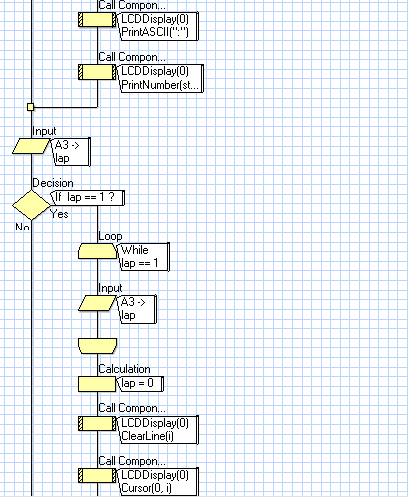 Call Compon...
LCDDisplay(0)
PrintASCII(":")
Call Compon...
LCDDisplay(0)
PrintNumber(st...
Input
A3 ->
lap
Decision
If lap == 1 ?
Yes
No
Loop
While
lap == 1
Input
A3 ->
lap
Calculation
lap = 0
Call Compon...
LCDDisplay(0)
ClearLine(i)
Call Compon...
LCDDisplay(0)
Cursor(0, i)